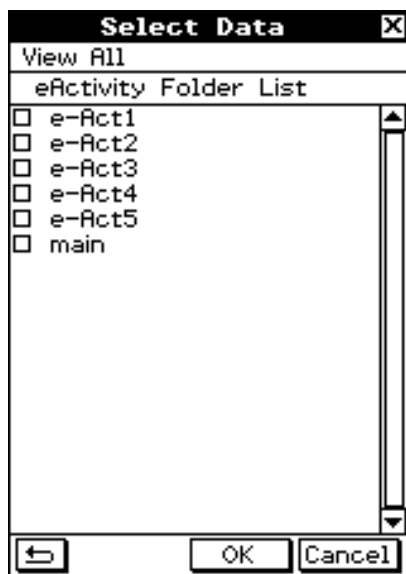 Select Data
View All
eActivity Folder List
e-Act1
e-Act2
e-Act3
e-Act4
e-Act5
main
OK Cancel